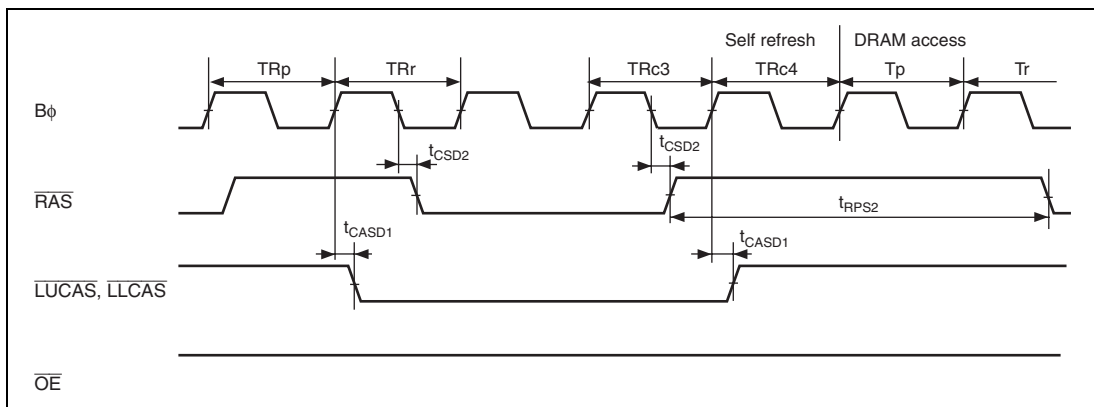 Self refresh DRAM access
TRp TRr TRc3 TRc4 Tp Tr
Bϕ
tCSD2 tCSD2
RAS
tRPS2
tCASD1 tCASD1
LUCAS, LLCAS
OE